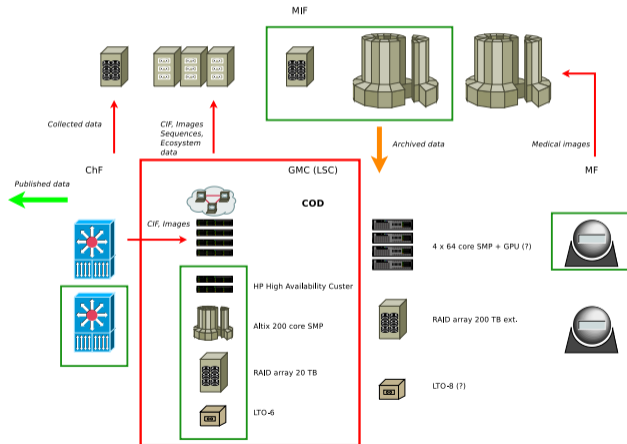 MIF
Collected data
CIF, Images
Sequences,
Ecosystem
data
Archived data
Medical images
ChF
GMC (LSC)
MF
Published data
COD
CIF, Images
4 x 64 core SMP + GPU (?)
HP High Availability Custer
Altix 200 core SMP
RAID array 200 TB ext.
RAID array 20 TB
LTO-8 (?)
LTO-6